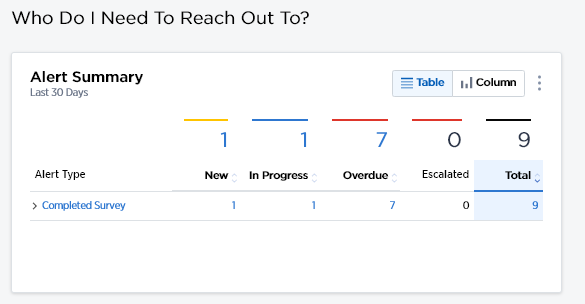 Who Do I Need To Reach Out To?
Alert Summary
Last 30 Days
Table Column
1 1 7 0 9
Alert Type New In Progress Overdue Escalated Total
Completed Survey 1 1 7 0 9